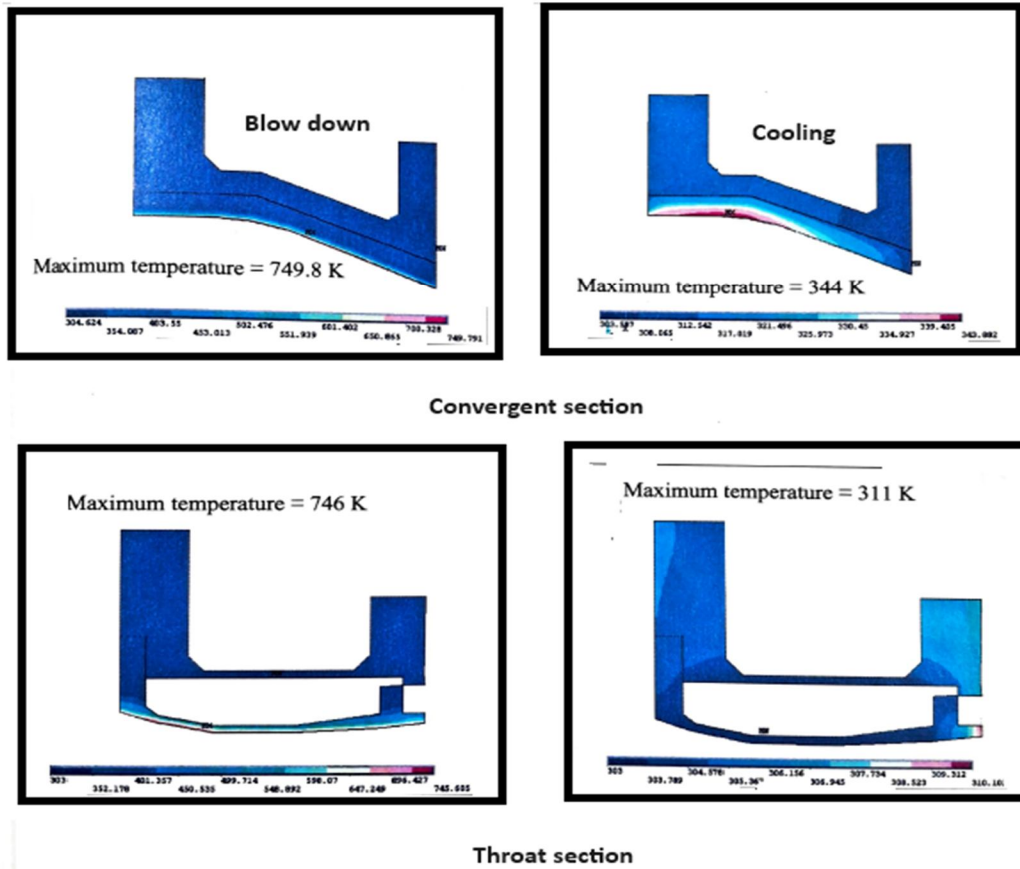 Blow down
Maximum temperature = 749.8 K
304.624 403.55 502.476 601.402 700.328
354.087 453.013 551.939 650.865 749.791
Cooling
Maximum temperature = 344 K
312.542 321.496 330.45 339.405
308.065 317.019 325.973 334.927 343.882
Convergent section
Maximum temperature = 746 K
303 401.357 499.714 598.07 696.427
352.178 450.535 548.892 647.249 745.605
Maximum temperature = 311 K
303 304.578 306.156 307.734 309.312
303.789 306.945 308.523
Throat section